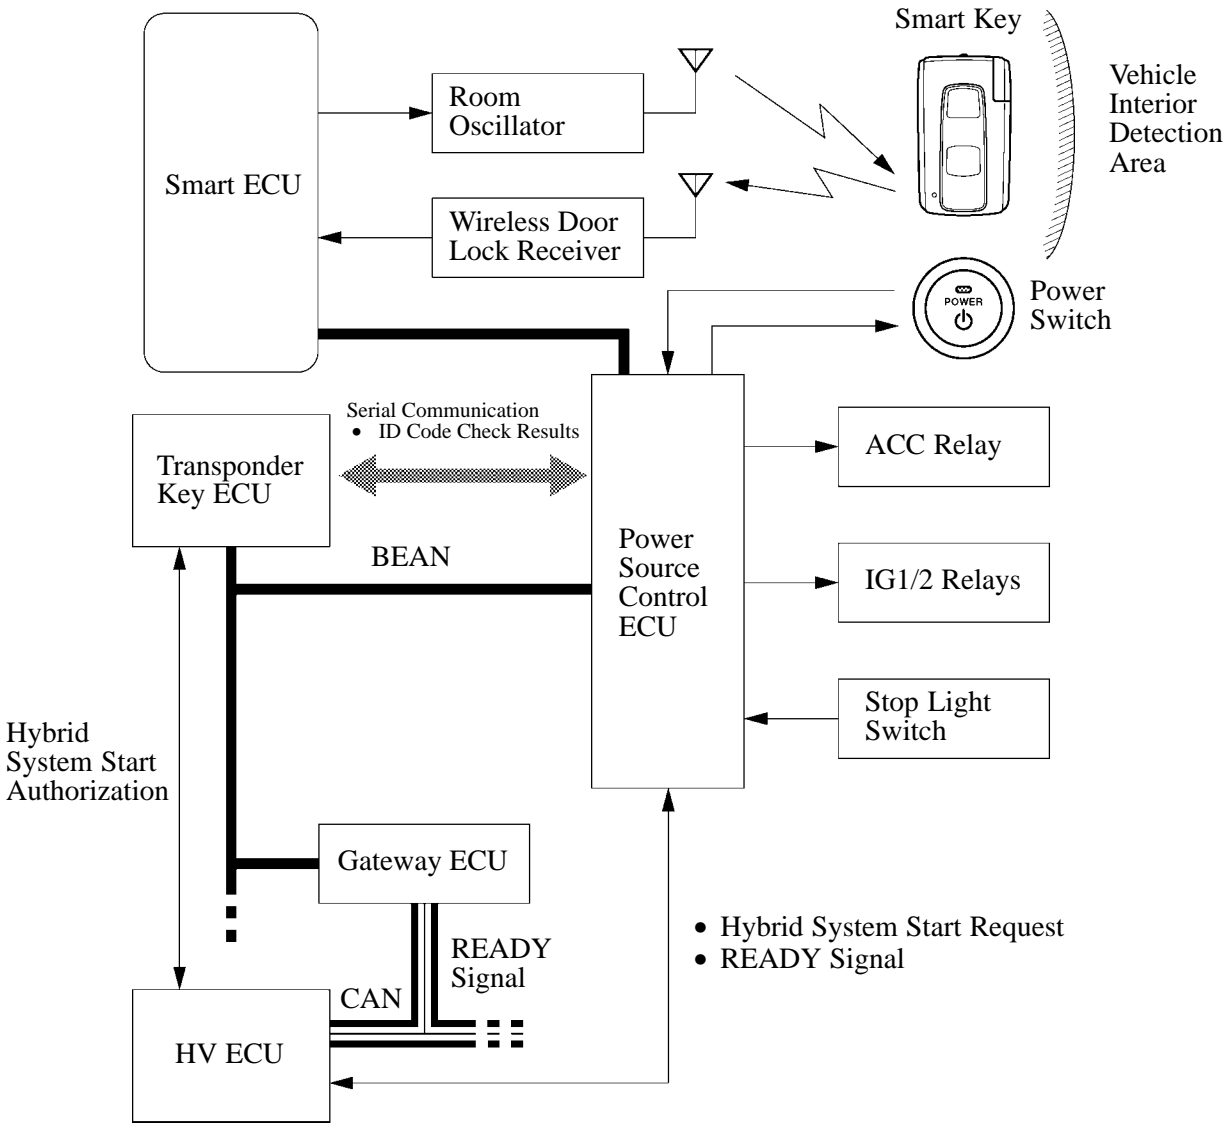 Smart Key
Vehicle
Interior
Detection
Area
Room
Oscillator
Smart ECU
Wireless Door
Lock Receiver
POWER
Power
Switch
Serial Communication
• ID Code Check Results
ACC Relay
Transponder
Key ECU
BEAN
Power
Source
Control
ECU
IG1/2 Relays
Stop Light
Switch
Hybrid
System Start
Authorization
Gateway ECU
• Hybrid System Start Request
• READY Signal
READY
Signal
CAN
HV ECU